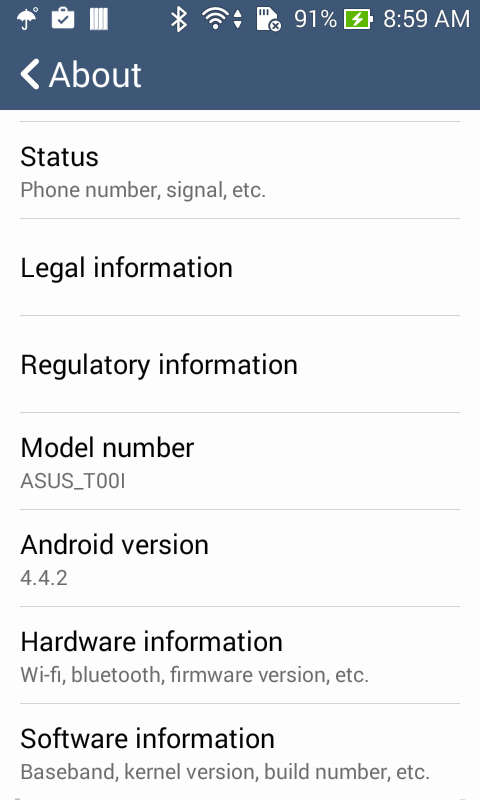 91% 8:59 AM
About
Status
Phone number, signal, etc.
Legal information
Regulatory information
Model number
ASUS_T00I
Android version
4.4.2
Hardware information
Wi-fi, bluetooth, firmware version, etc.
Software information
Baseband, kernel version, build number, etc.